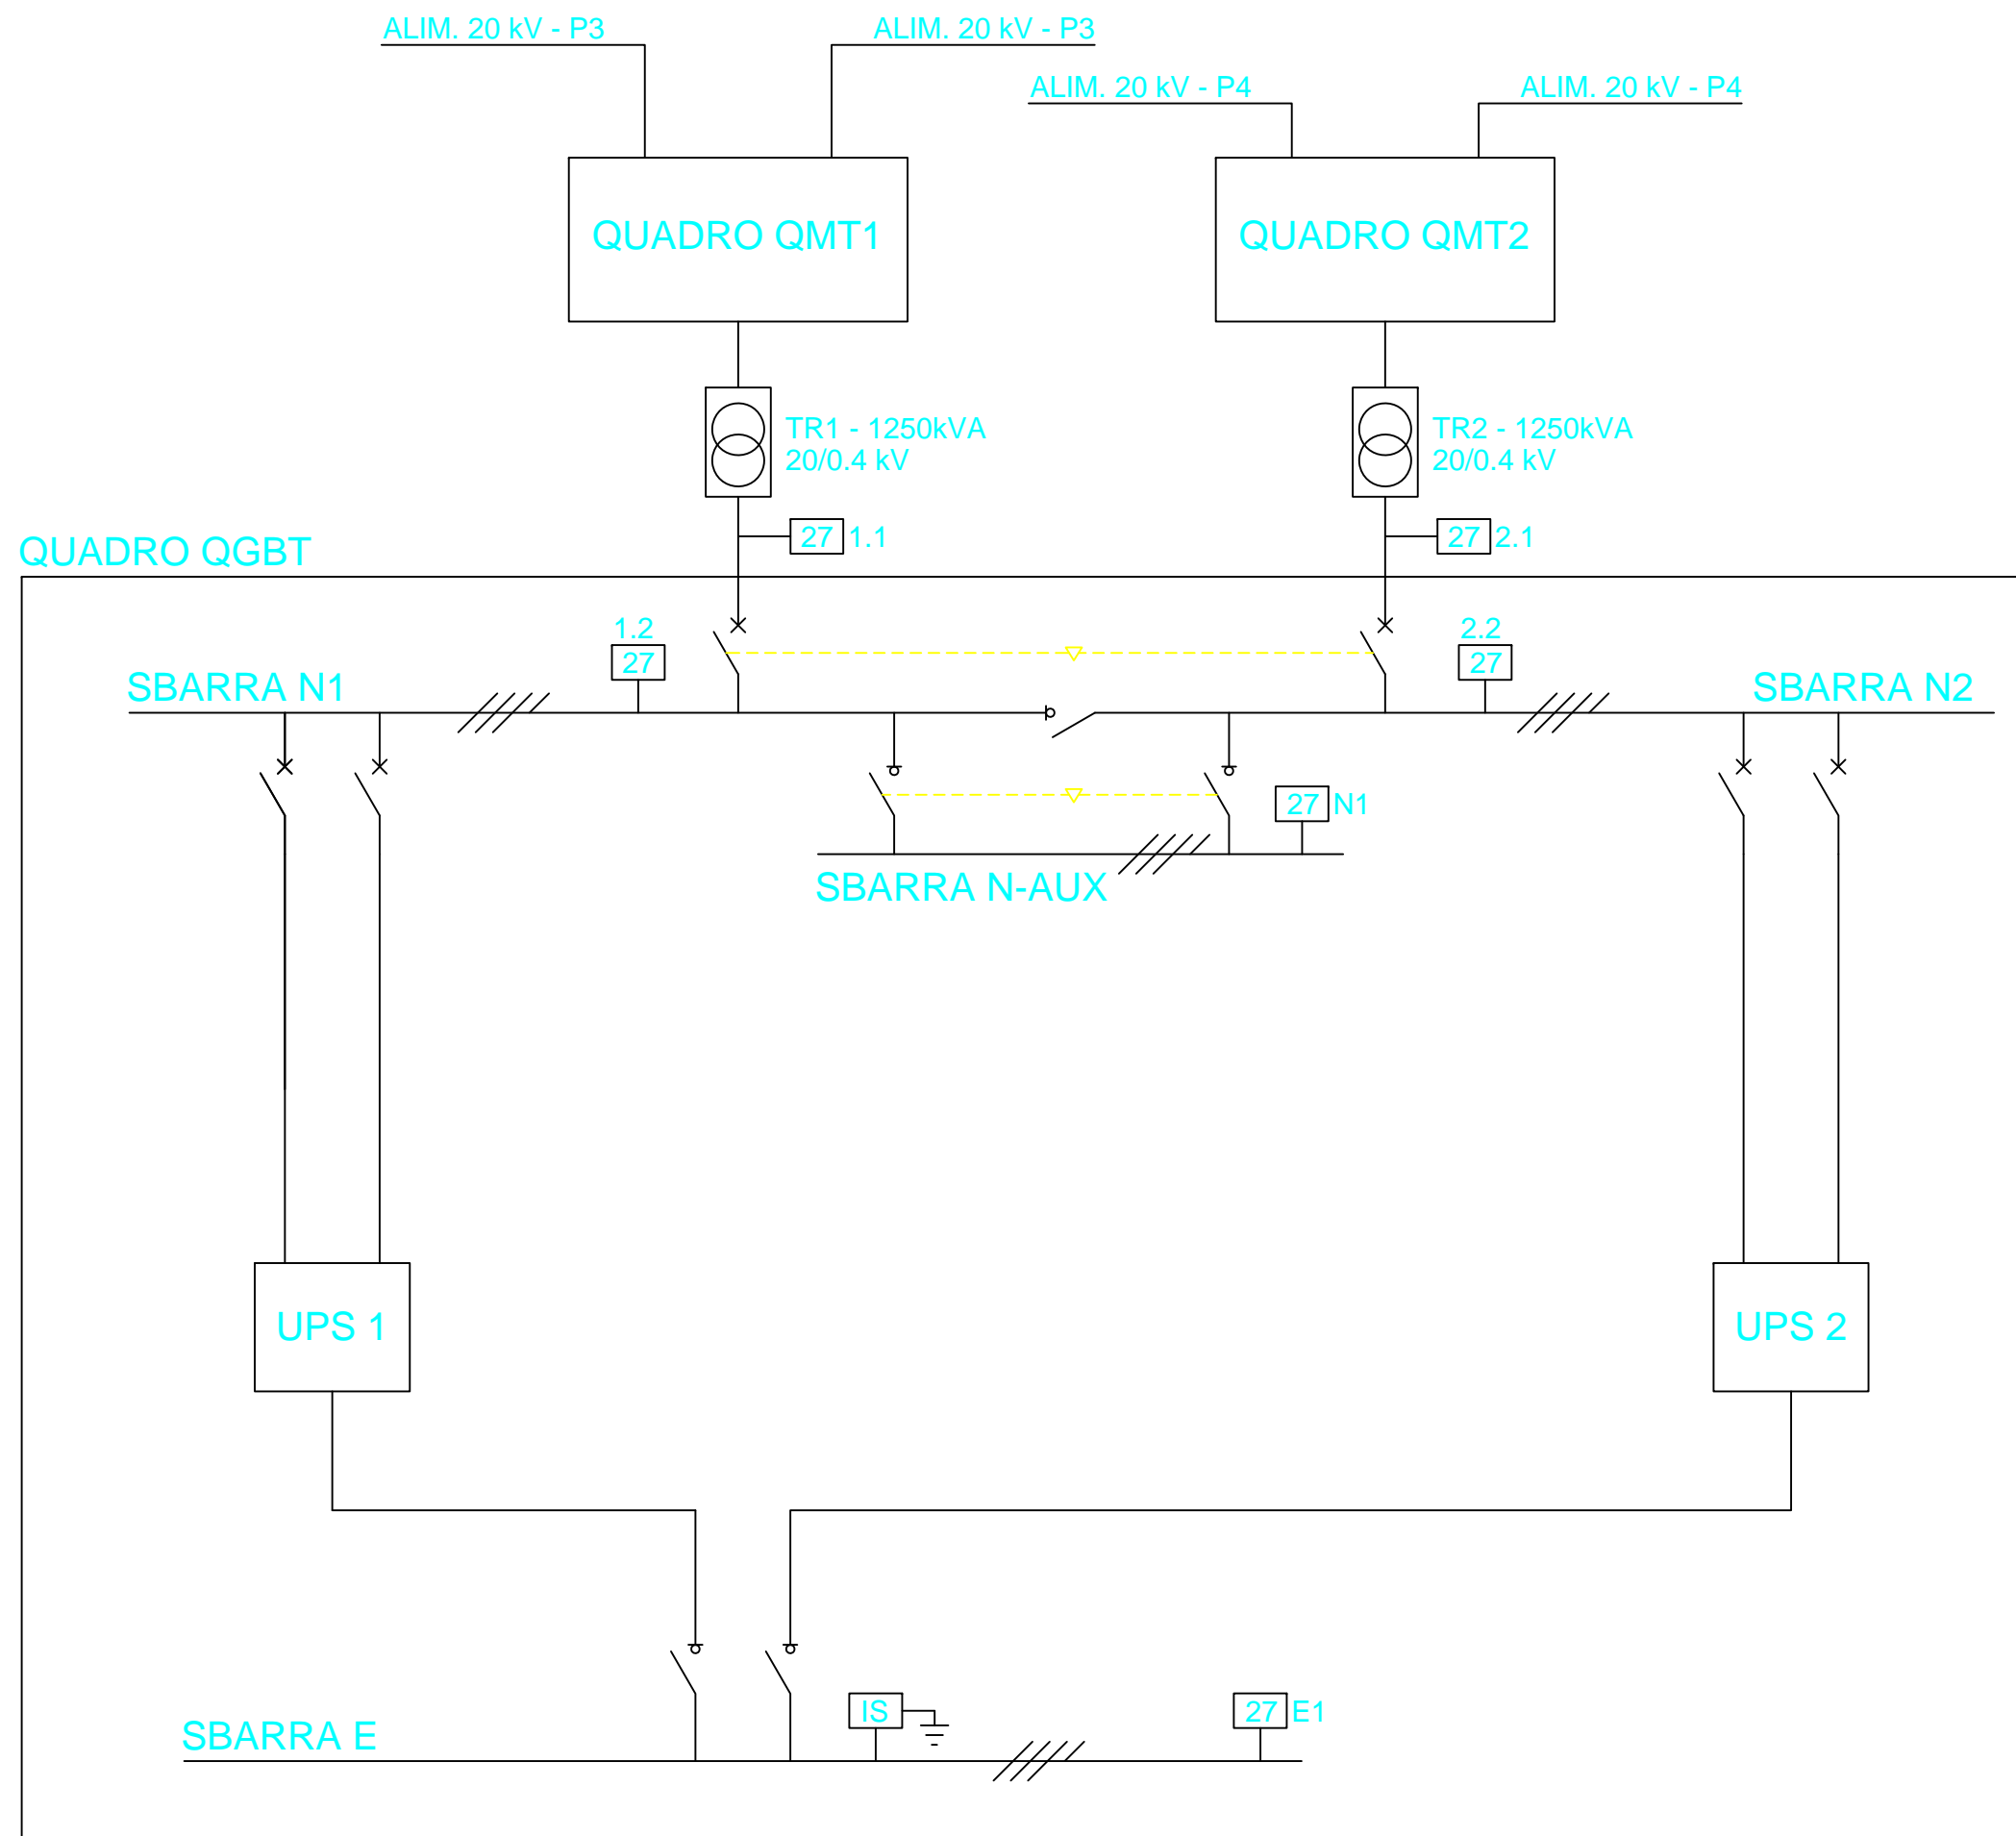 ALIM. 20 kV - P3
ALIM. 20 kV - P3
ALIM. 20 kV - P4
ALIM. 20 kV - P4
QUADRO QMT1
QUADRO QMT2
TR1 - 1250kVA
20/0.4 kV
TR2 - 1250kVA
20/0.4 kV
27 1.1
27 2.1
QUADRO QGBT
1.2
27
2.2
27
SBARRA N1
SBARRA N2
27 N1
SBARRA N-AUX
UPS 1
UPS 2
IS
27 E1
SBARRA E